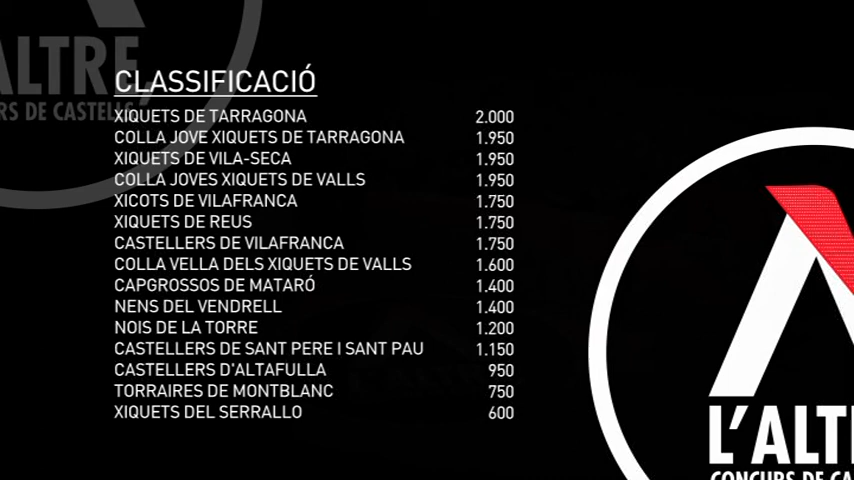 L'ALTRE,
CONCURS DE CASTELLS
CLASSIFICACIÓ
XIQUETS DE TARRAGONA 2.000
COLLA JOVE XIQUETS DE TARRAGONA 1.950
XIQUETS DE VILA-SECA 1.950
COLLA JOVES XIQUETS DE VALLS 1.950
XICOTS DE VILAFRANCA 1.750
XIQUETS DE REUS 1.750
CASTELLERS DE VILAFRANCA 1.750
COLLA VELLA DELS XIQUETS DE VALLS 1.600
CAPGROSSOS DE MATARÓ 1.400
NENS DEL VENDRELL 1.400
NOIS DE LA TORRE 1.200
CASTELLERS DE SANT PERE I SANT PAU 1.150
CASTELLERS D'ALTAFULLA 950
TORRAIRES DE MONTBLANC 750
XIQUETS DEL SERRALLO 600
L'ALT
CONCURS DE CA